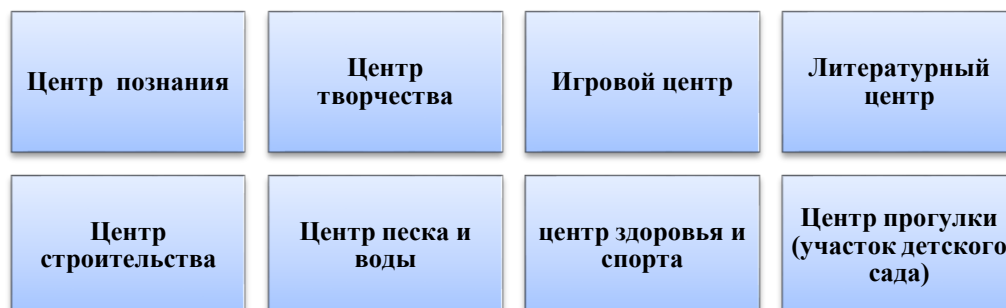 Центр познания
Центр
творчества
Игровой центр
Литературный
центр
Центр
строительства
Центр песка и
воды
центр здоровья и
спорта
Центр прогулки
(участок детского
сада)